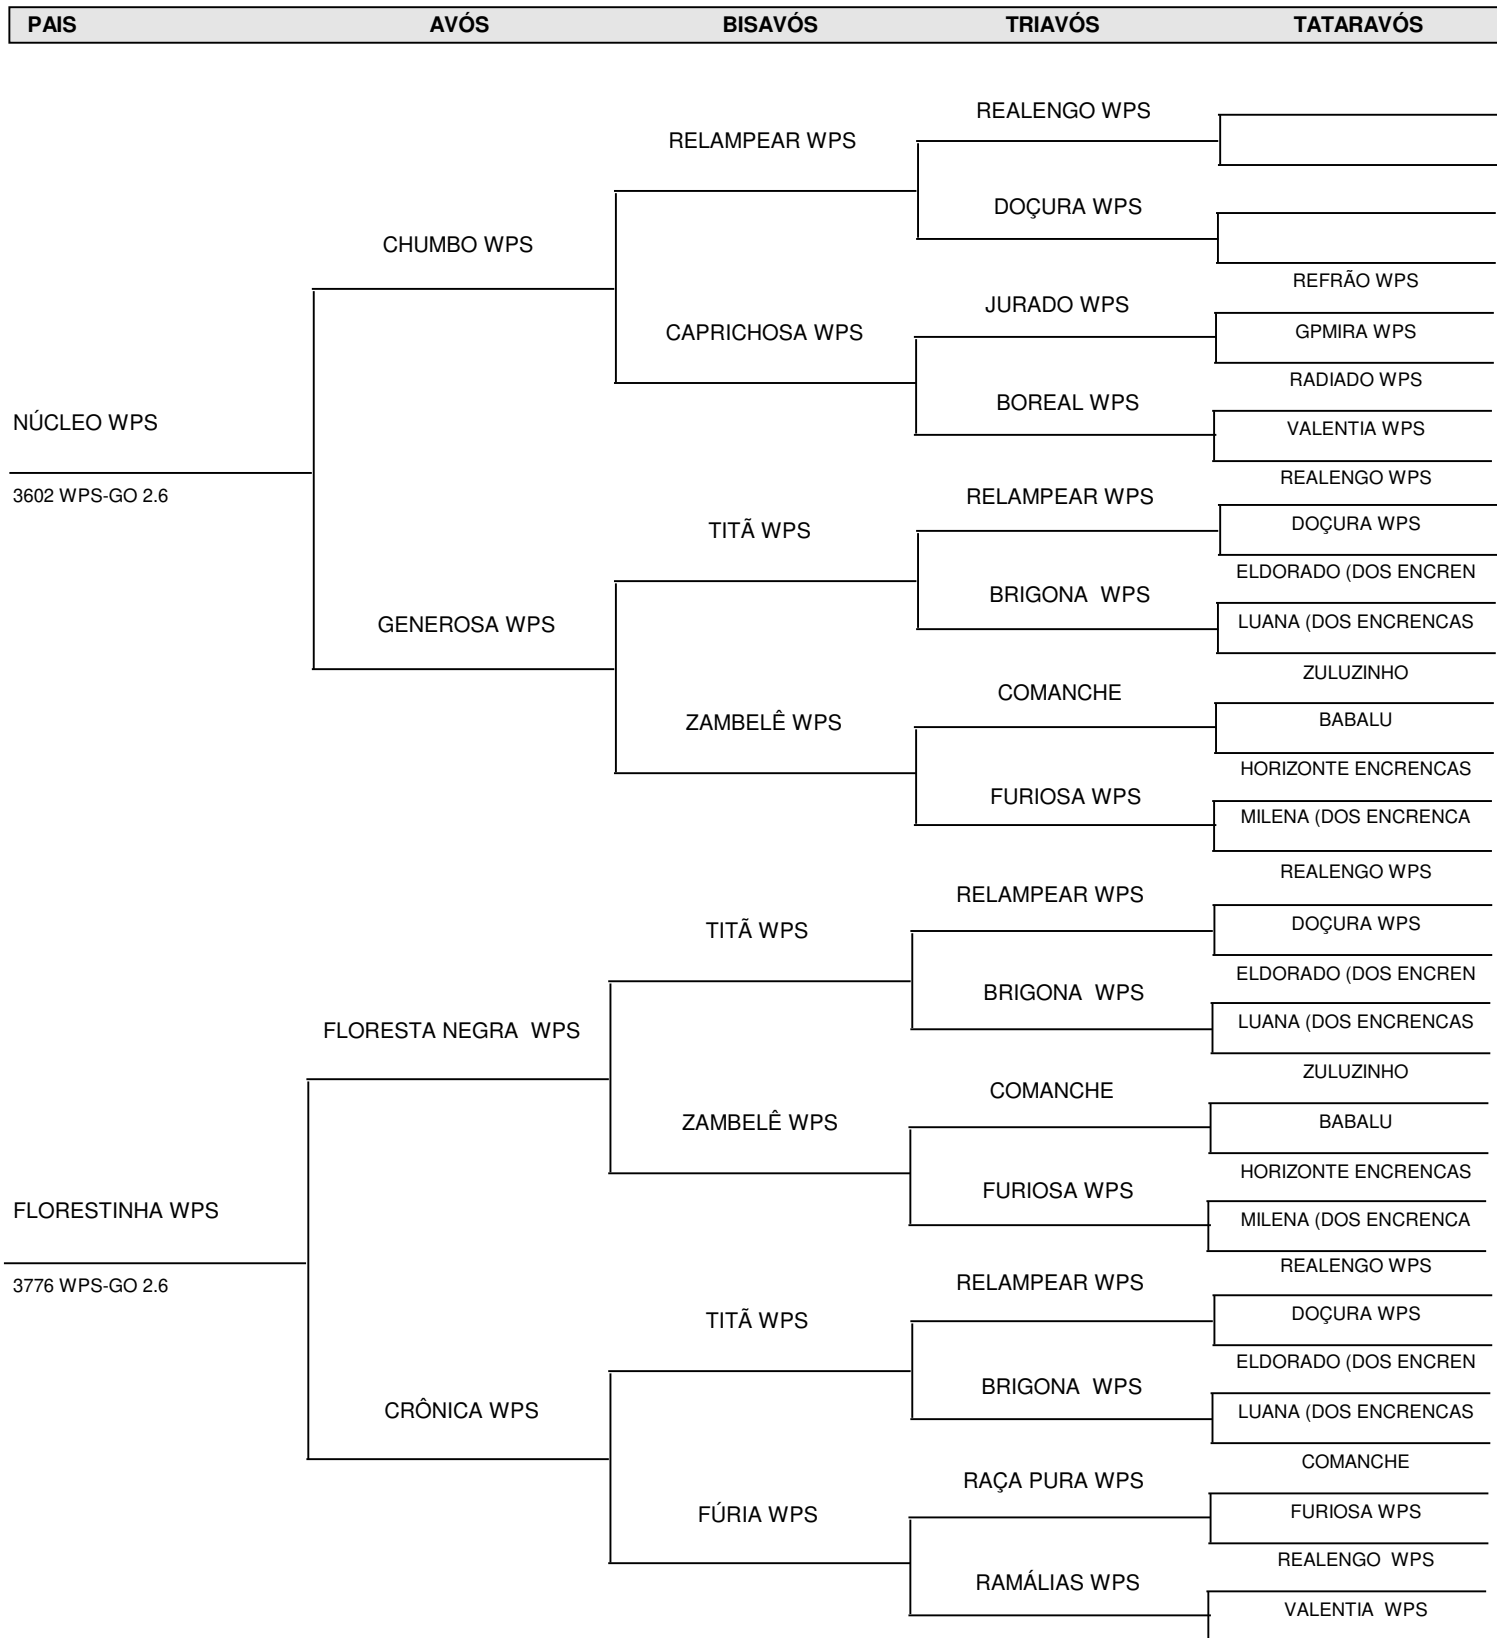 PAIS AVÓS BISAVÓS TRIAVÓS TATARAVÓS
REALENGO WPS
RELAMPEAR WPS
DOÇURA WPS
CHUMBO WPS
REFRÃO WPS
JURADO WPS
CAPRICHOSA WPS
GPMIRA WPS
RADIADO WPS
BOREAL WPS
NÚCLEO WPS
VALENTIA WPS
REALENGO WPS
3602 WPS-GO 2.6
RELAMPEAR WPS
TITÃ WPS
DOÇURA WPS
ELDORADO (DOS ENCREN
BRIGONA  WPS
GENEROSA WPS
LUANA (DOS ENCRENCAS
ZULUZINHO
COMANCHE
ZAMBELÊ WPS
BABALU
HORIZONTE ENCRENCAS
FURIOSA WPS
MILENA (DOS ENCRENCA
REALENGO WPS
RELAMPEAR WPS
TITÃ WPS
DOÇURA WPS
ELDORADO (DOS ENCREN
BRIGONA  WPS
FLORESTA NEGRA  WPS
LUANA (DOS ENCRENCAS
ZULUZINHO
COMANCHE
ZAMBELÊ WPS
BABALU
HORIZONTE ENCRENCAS
FURIOSA WPS
FLORESTINHA WPS
MILENA (DOS ENCRENCA
REALENGO WPS
3776 WPS-GO 2.6
RELAMPEAR WPS
TITÃ WPS
DOÇURA WPS
ELDORADO (DOS ENCREN
BRIGONA  WPS
CRÔNICA WPS
LUANA (DOS ENCRENCAS
COMANCHE
RAÇA PURA WPS
FÚRIA WPS
FURIOSA WPS
REALENGO  WPS
RAMÁLIAS WPS
VALENTIA  WPS